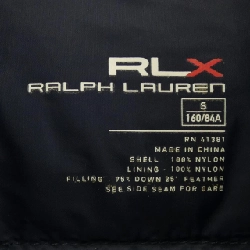 RLX
RALPH LAUREN
S
160/84A
RN 41381
MADE IN CHINA
SHELL - 100% NYLON
LINING - 100% NYLON
FILLING - 75% DOWN 25% FEATHER
SEE SIDE SEAM FOR CARE